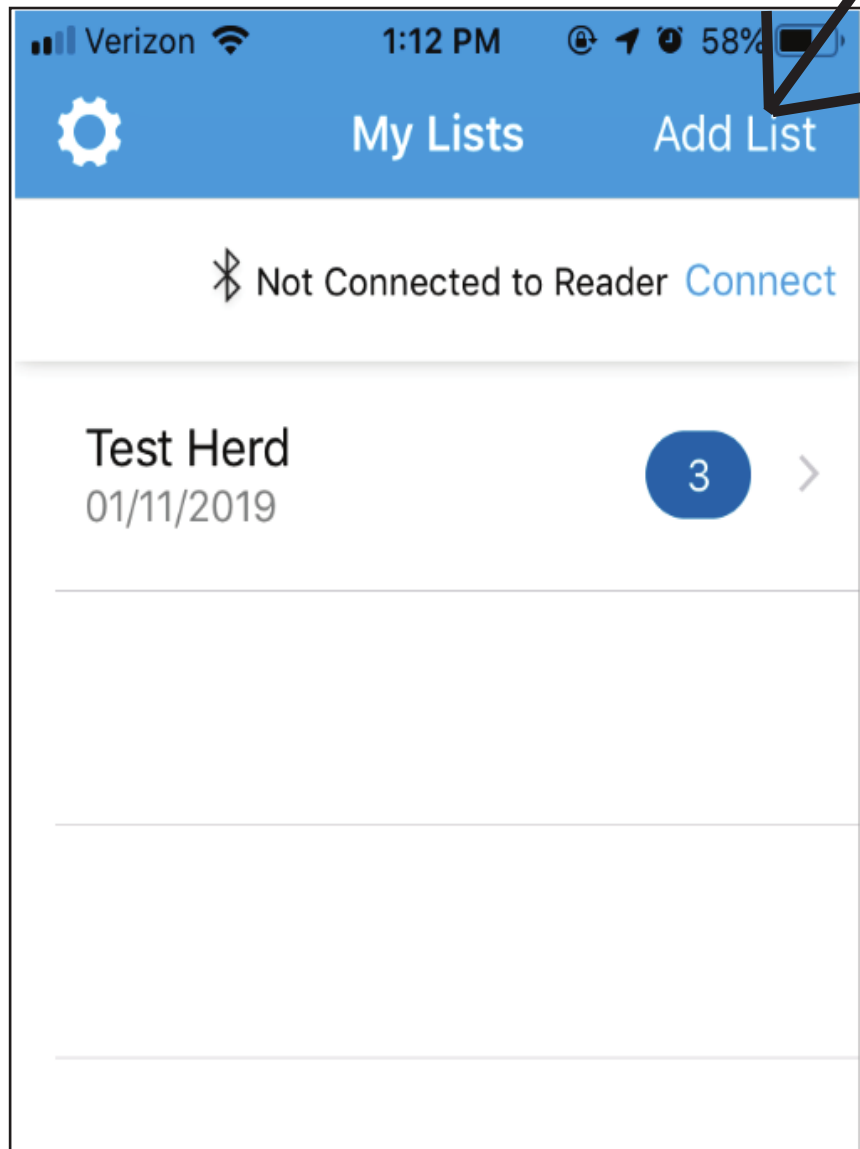 Verizon 1:12 PM 58%
My Lists Add List
Not Connected to Reader Connect
Test Herd
01/11/2019
3